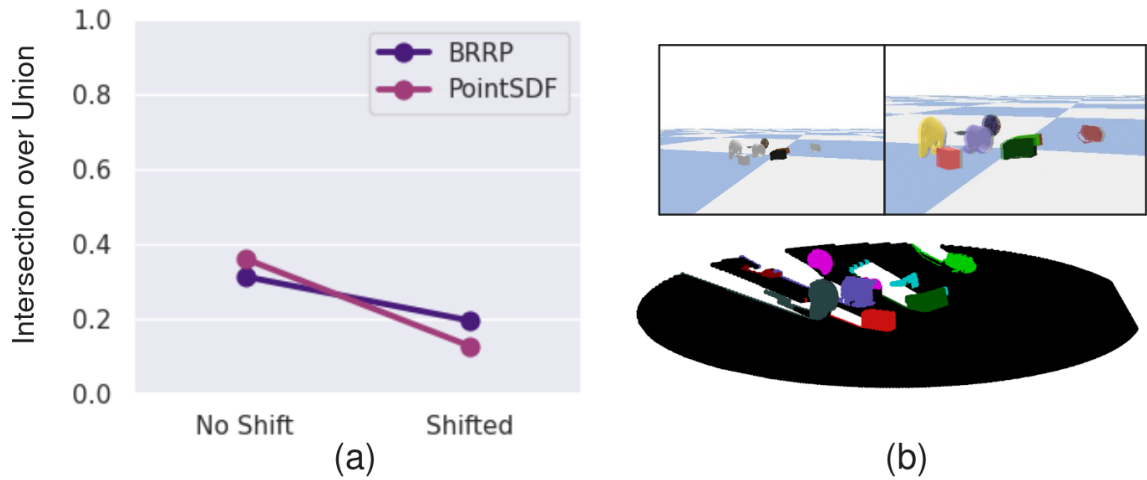 Intersection over Union
1.0
0.8
0.6
0.4
0.2
0.0
BRRP
PointSDF
No Shift
Shifted
(a)
(b)